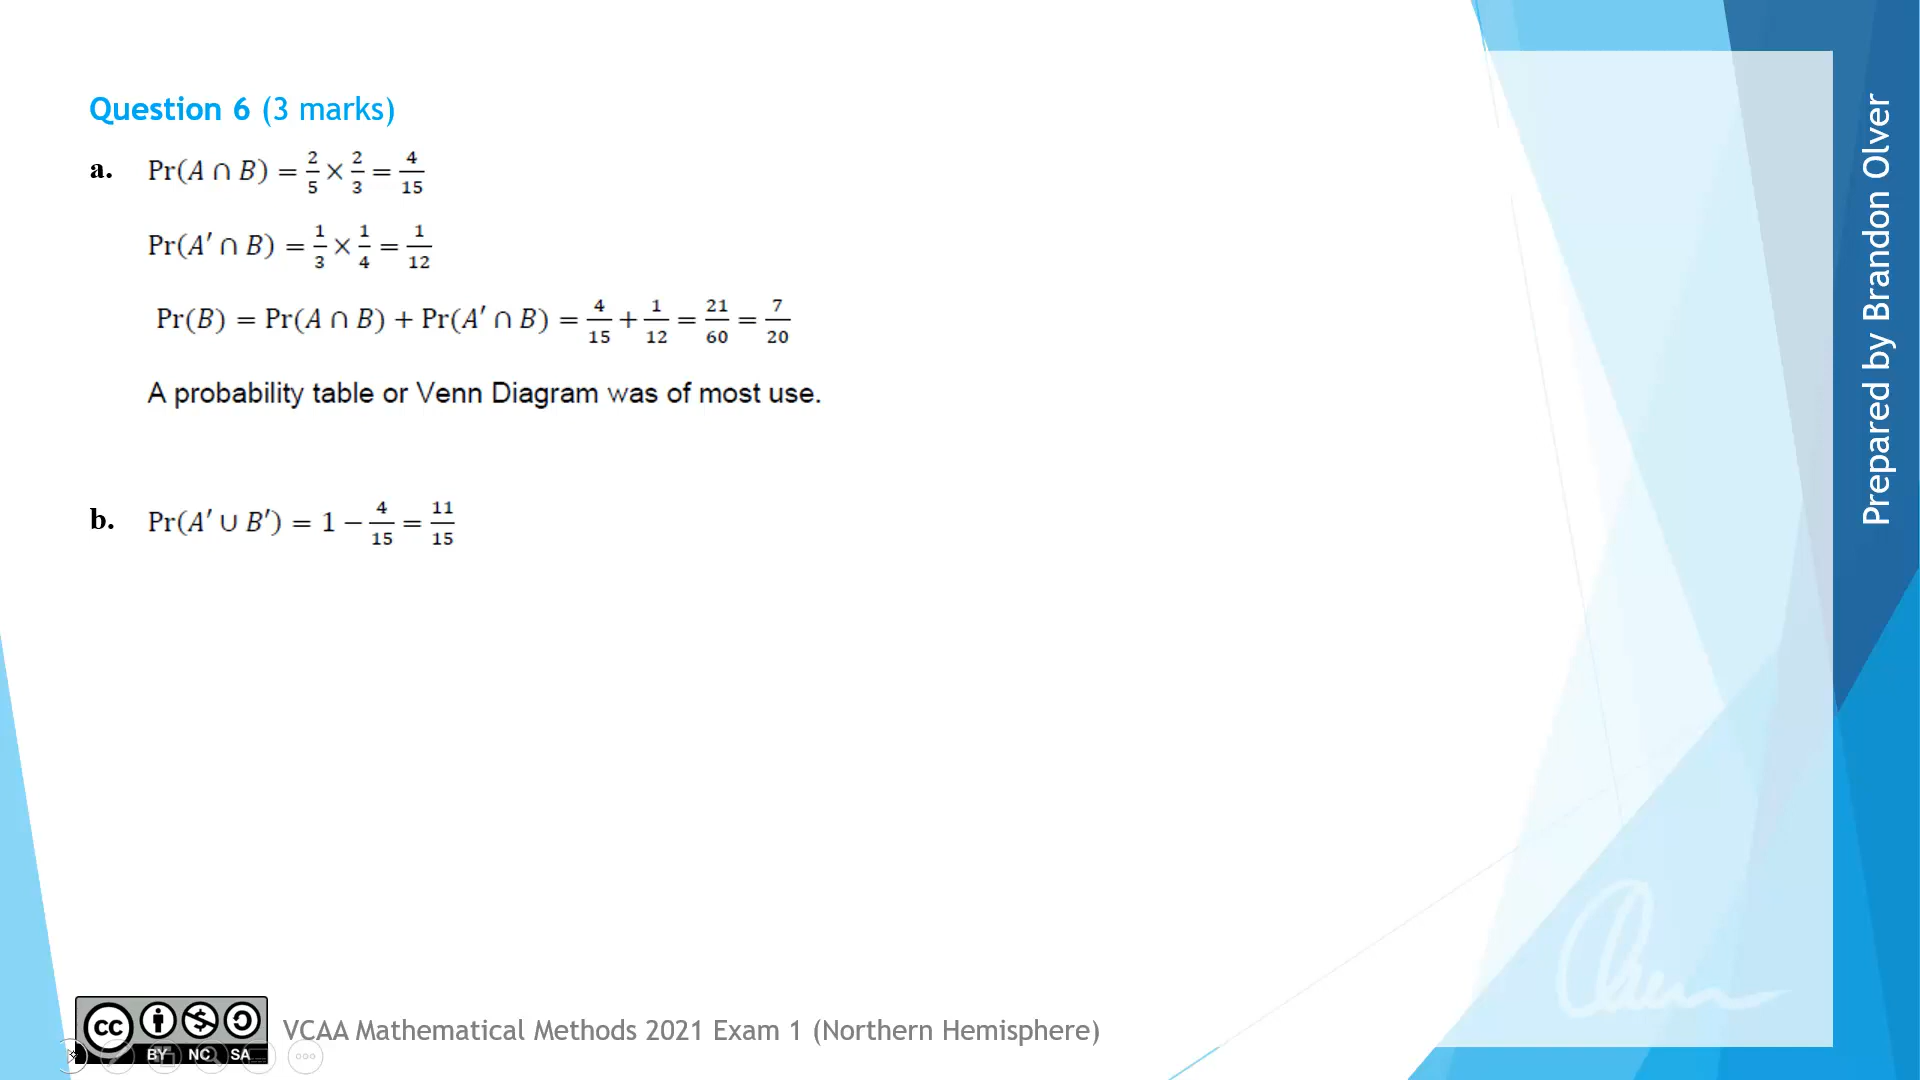 Question 6 (3 marks)
a. Pr(A ∩ B) = 2/5 × 2/3 = 4/15
Pr(A′ ∩ B) = 1/3 × 1/4 = 1/12
Pr(B) = Pr(A ∩ B) + Pr(A′ ∩ B) = 4/15 + 1/12 = 21/60 = 7/20
A probability table or Venn Diagram was of most use.
b. Pr(A′ ∪ B′) = 1 − 4/15 = 11/15
Prepared by Brandon Olver
cc
BY NC SA
VCAA Mathematical Methods 2021 Exam 1 (Northern Hemisphere)